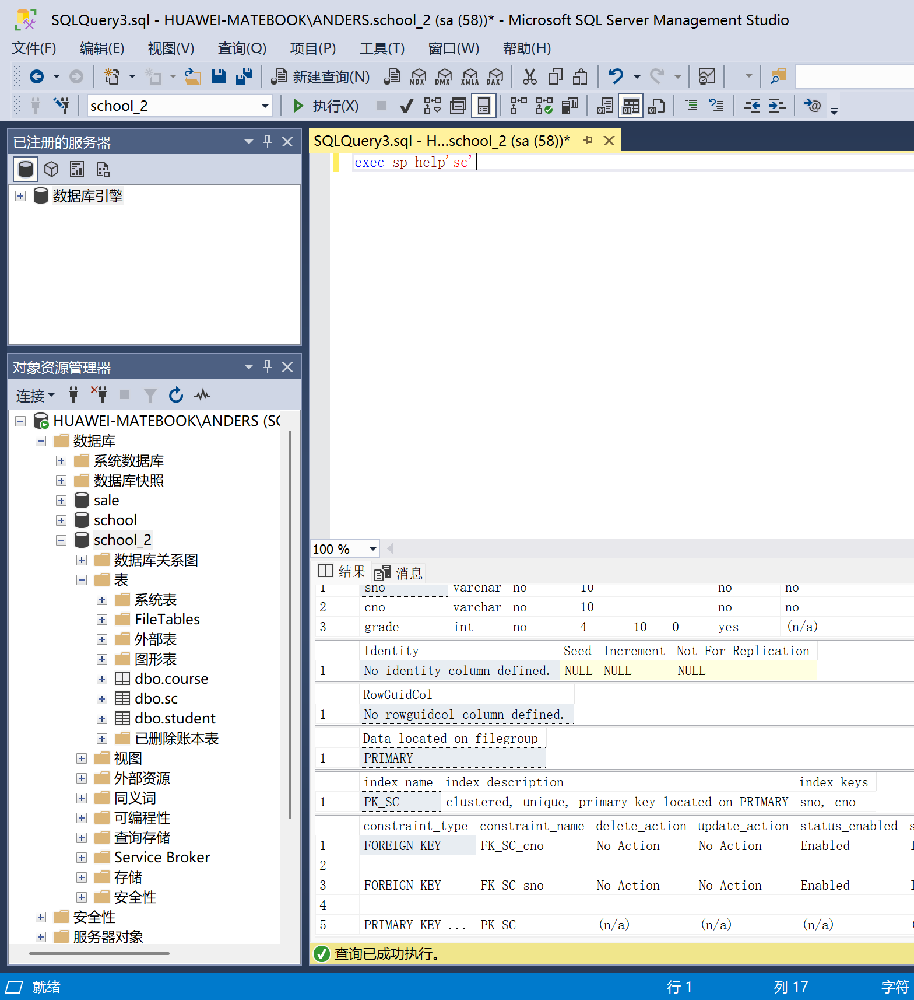 SQLQuery3.sql - HUAWEI-MATEBOOK\ANDERS.school_2 (sa (58))* - Microsoft SQL Server Management Studio
文件(F) 编辑(E) 视图(V) 查询(Q) 项目(P) 工具(T) 窗口(W) 帮助(H)
新建查询(N) MDX DMX XMLA DAX
school_2 执行(X)
已注册的服务器
数据库引擎
对象资源管理器
连接
HUAWEI-MATEBOOK\ANDERS (SC
数据库
系统数据库
数据库快照
sale
school
school_2
数据库关系图
表
系统表
FileTables
外部表
图形表
dbo.course
dbo.sc
dbo.student
已删除账本表
视图
外部资源
同义词
可编程性
查询存储
Service Broker
存储
安全性
安全性
服务器对象
SQLQuery3.sql - H...school_2 (sa (58))*
exec sp_help'sc'
100 %
结果 消息
1 sno varchar no 10 no no
2 cno varchar no 10 no no
3 grade int no 4 10 0 yes (n/a)
Identity Seed Increment Not For Replication
1 No identity column defined. NULL NULL NULL
RowGuidCol
1 No rowguidcol column defined.
Data_located_on_filegroup
1 PRIMARY
index_name index_description index_keys
1 PK_SC clustered, unique, primary key located on PRIMARY sno, cno
constraint_type constraint_name delete_action update_action status_enabled s
1 FOREIGN KEY FK_SC_cno No Action No Action Enabled
2
3 FOREIGN KEY FK_SC_sno No Action No Action Enabled
4
5 PRIMARY KEY ... PK_SC (n/a) (n/a) (n/a)
查询已成功执行。
就绪 行 1 列 17 字符